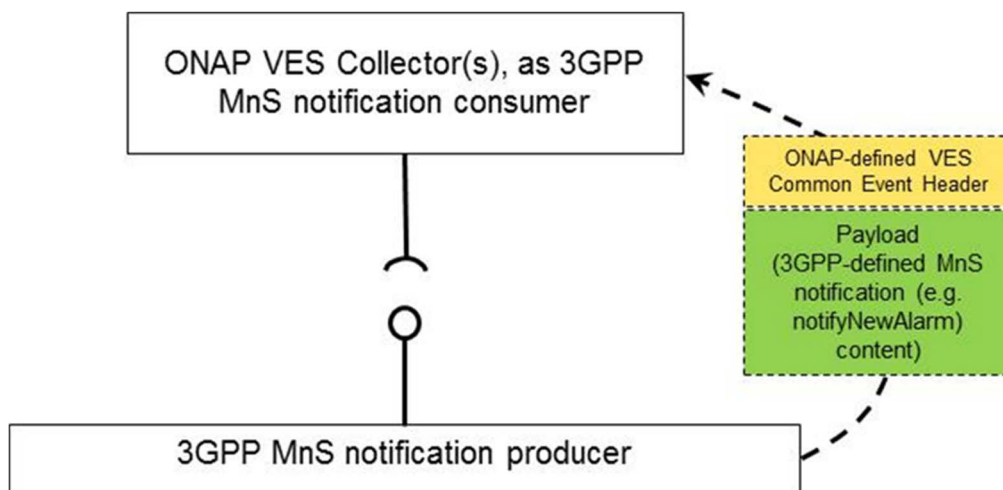 ONAP VES Collector(s), as 3GPP
MnS notification consumer
ONAP-defined VES
Common Event Header
Payload
(3GPP-defined MnS
notification (e.g.
notifyNewAlarm)
content)
3GPP MnS notification producer